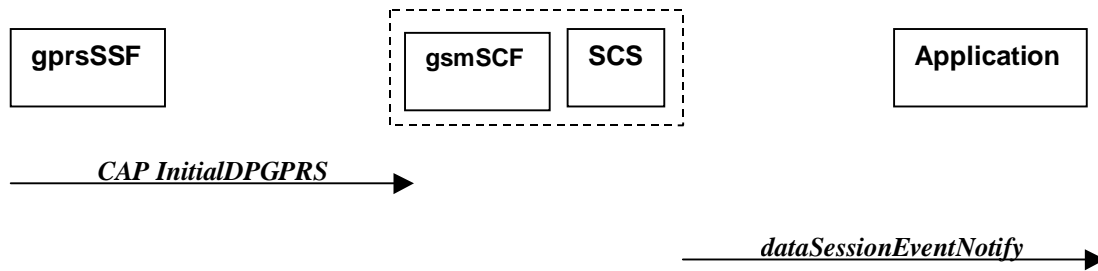 gprsSSF
gsmSCF
SCS
Application
CAP InitialDPGPRS
dataSessionEventNotify